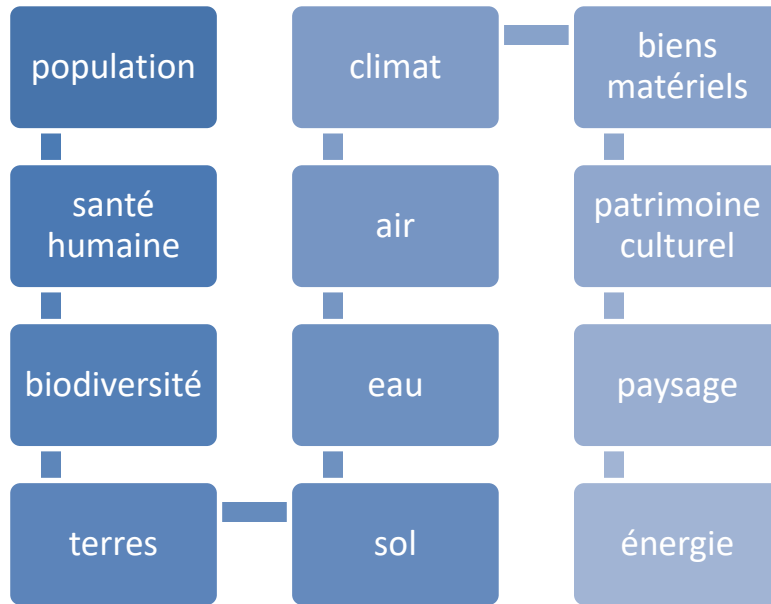 population
santé
humaine
biodiversité
terres
sol
eau
air
climat
biens
matériels
patrimoine
culturel
paysage
énergie